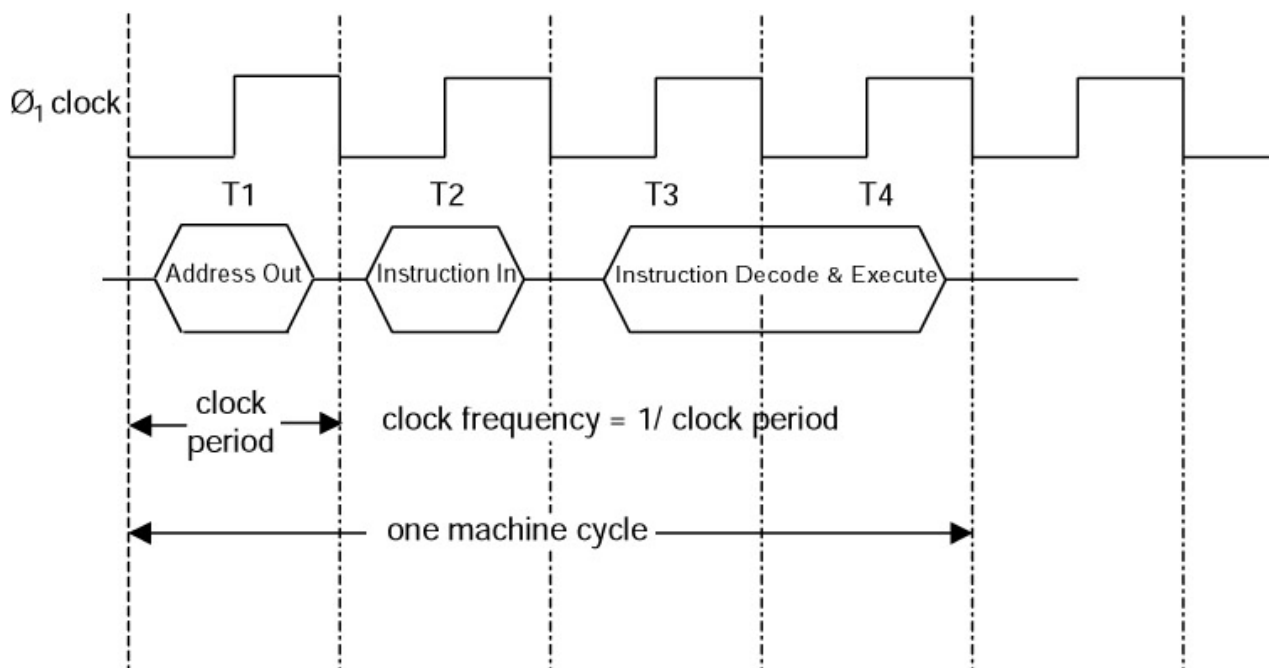 Ø₁ clock
T1 T2 T3 T4
Address Out Instruction In Instruction Decode & Execute
clock
period
clock frequency = 1/ clock period
one machine cycle